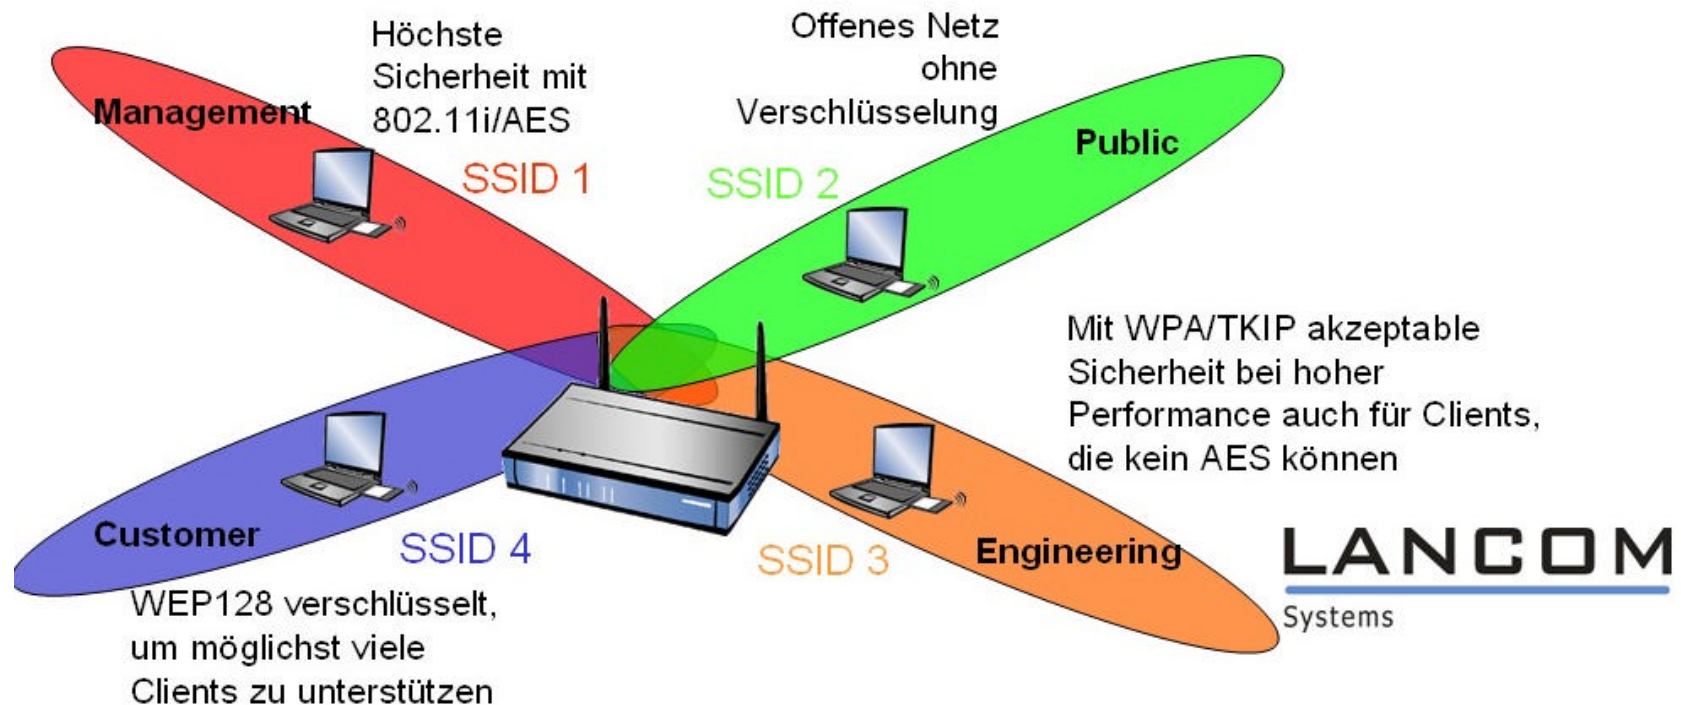 Höchste
Sicherheit mit
802.11i/AES
SSID 1
Management
Offenes Netz
ohne
Verschlüsselung
SSID 2
Public
Mit WPA/TKIP akzeptable
Sicherheit bei hoher
Performance auch für Clients,
die kein AES können
SSID 3
Engineering
Customer
SSID 4
WEP128 verschlüsselt,
um möglichst viele
Clients zu unterstützen
LANCOM
Systems